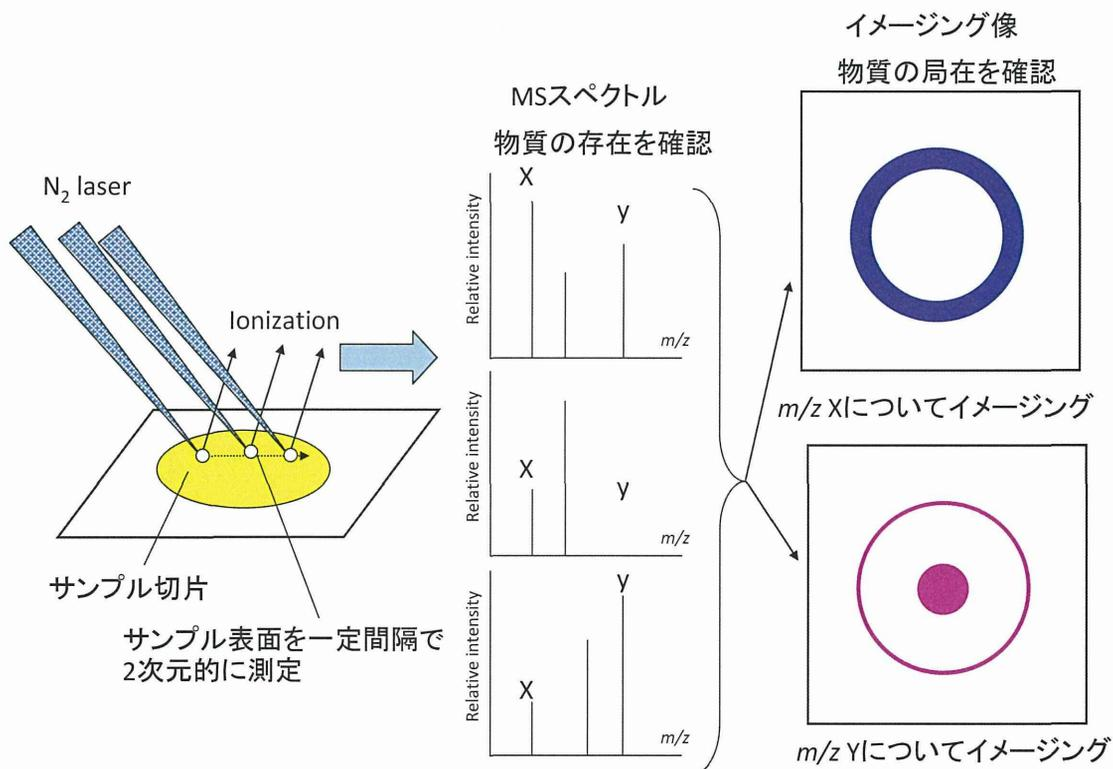 イメージング像
物質の局在を確認
MSスペクトル
物質の存在を確認
N2 laser
Ionization
サンプル切片
サンプル表面を一定間隔で
2次元的に測定
X
y
Relative intensity
m/z
X
y
Relative intensity
m/z
X
y
Relative intensity
m/z
m/z Xについてイメージング
m/z Yについてイメージング